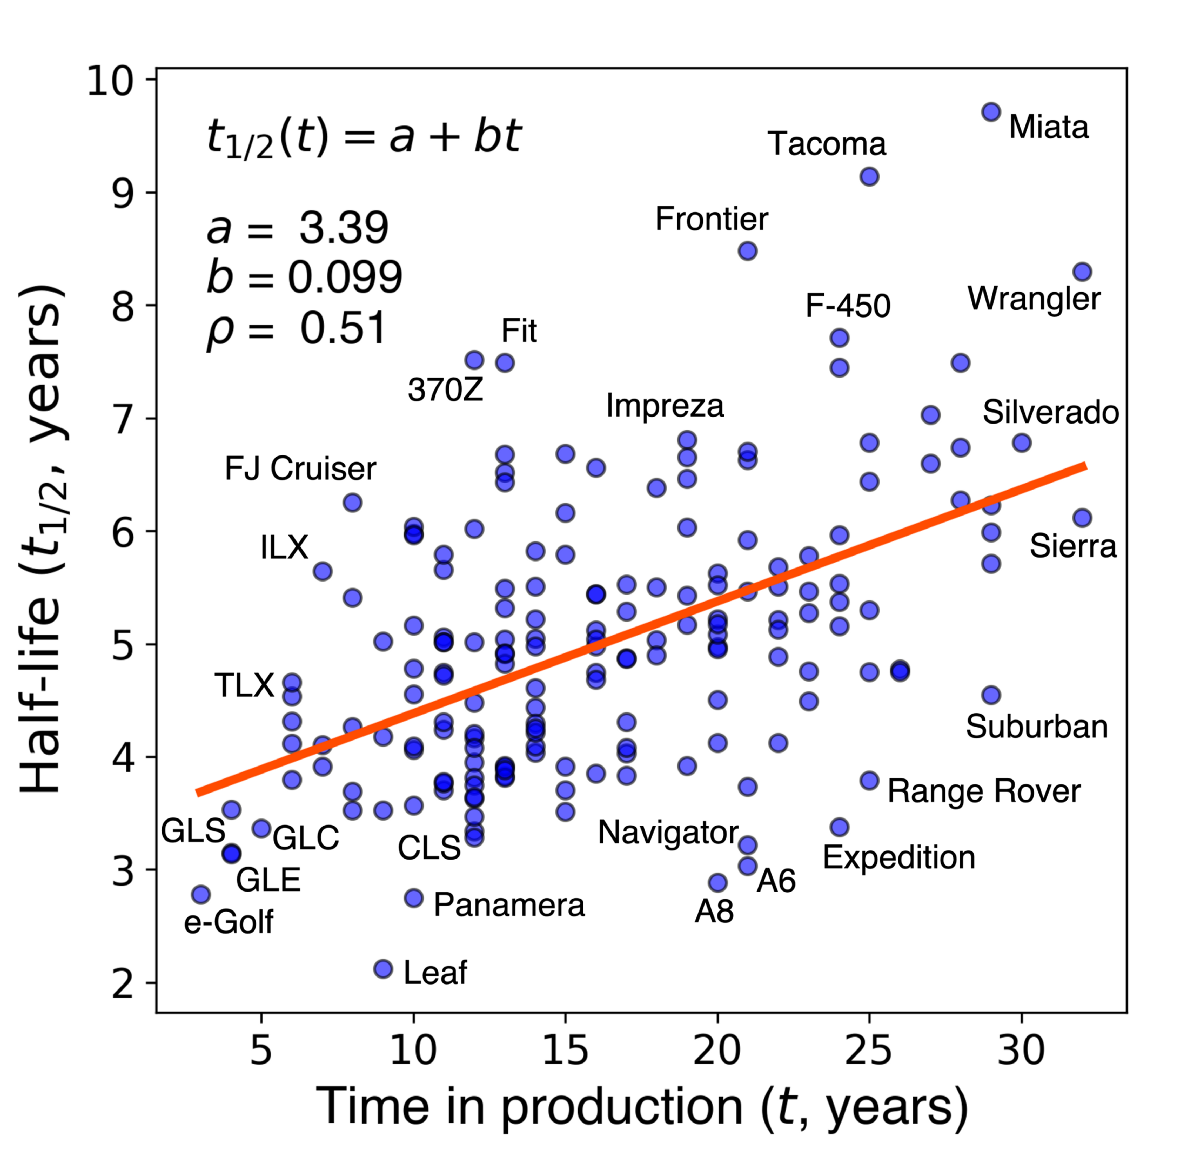 10
9
8
7
6
5
4
3
2
Half-life (t1/2, years)
t1/2(t) = a + bt
a = 3.39
b = 0.099
ρ = 0.51
Miata
Tacoma
Frontier
Wrangler
F-450
Fit
370Z
Impreza
Silverado
FJ Cruiser
ILX
Sierra
TLX
Suburban
Range Rover
GLS
GLC
Navigator
CLS
Expedition
GLE
A6
e-Golf
Panamera
A8
Leaf
5 10 15 20 25 30
Time in production (t, years)